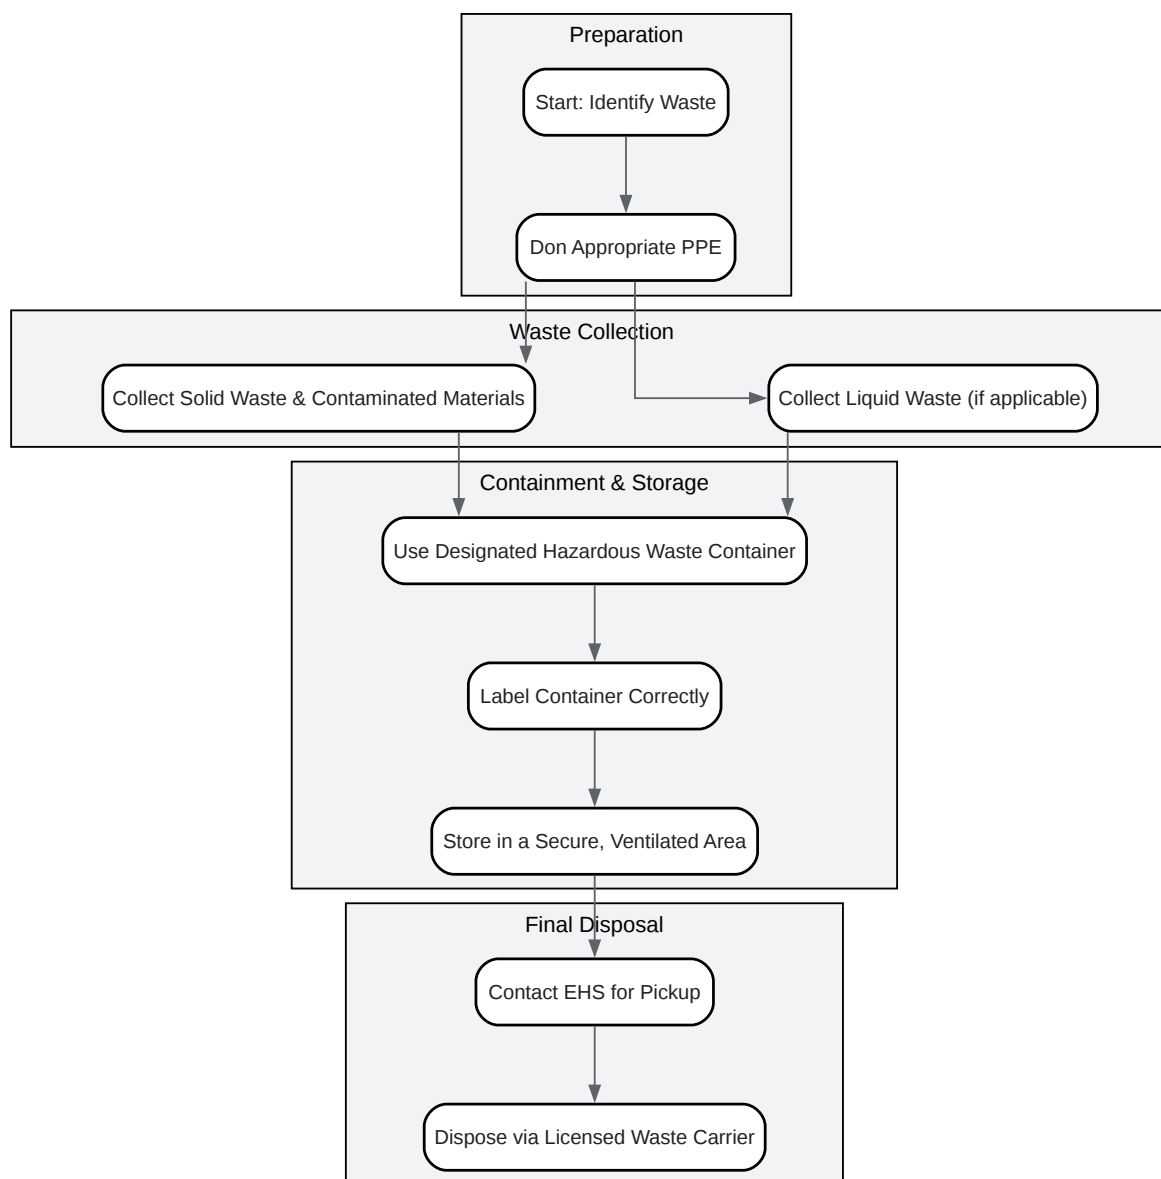 Preparation
Start: Identify Waste
Don Appropriate PPE
Waste Collection
Collect Solid Waste & Contaminated Materials
Collect Liquid Waste (if applicable)
Containment & Storage
Use Designated Hazardous Waste Container
Label Container Correctly
Store in a Secure, Ventilated Area
Final Disposal
Contact EHS for Pickup
Dispose via Licensed Waste Carrier